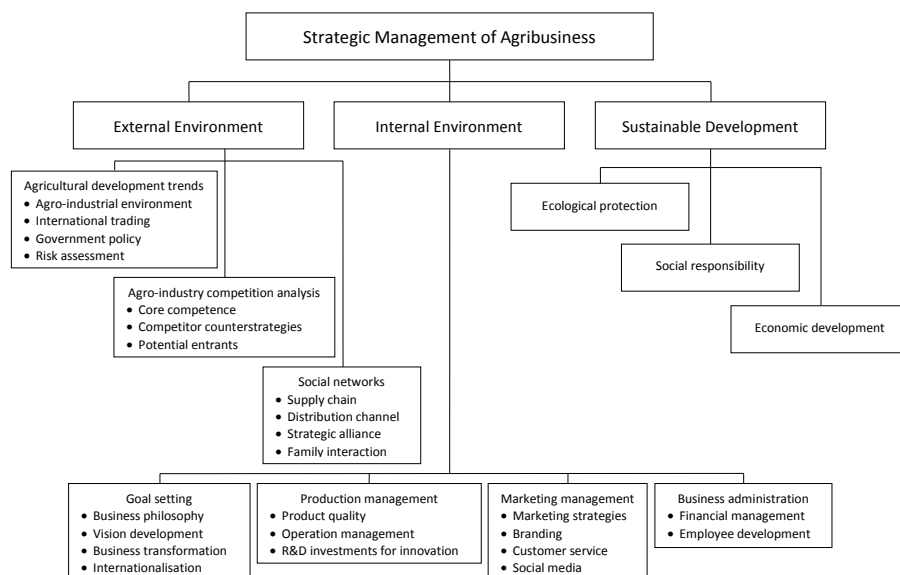 Strategic Management of Agribusiness
External Environment
Internal Environment
Sustainable Development
Agricultural development trends
• Agro-industrial environment
• International trading
• Government policy
• Risk assessment
Ecological protection
Social responsibility
Agro-industry competition analysis
• Core competence
• Competitor counterstrategies
• Potential entrants
Economic development
Social networks
• Supply chain
• Distribution channel
• Strategic alliance
• Family interaction
Goal setting
• Business philosophy
• Vision development
• Business transformation
• Internationalisation
Production management
• Product quality
• Operation management
• R&D investments for innovation
Marketing management
• Marketing strategies
• Branding
• Customer service
• Social media
Business administration
• Financial management
• Employee development